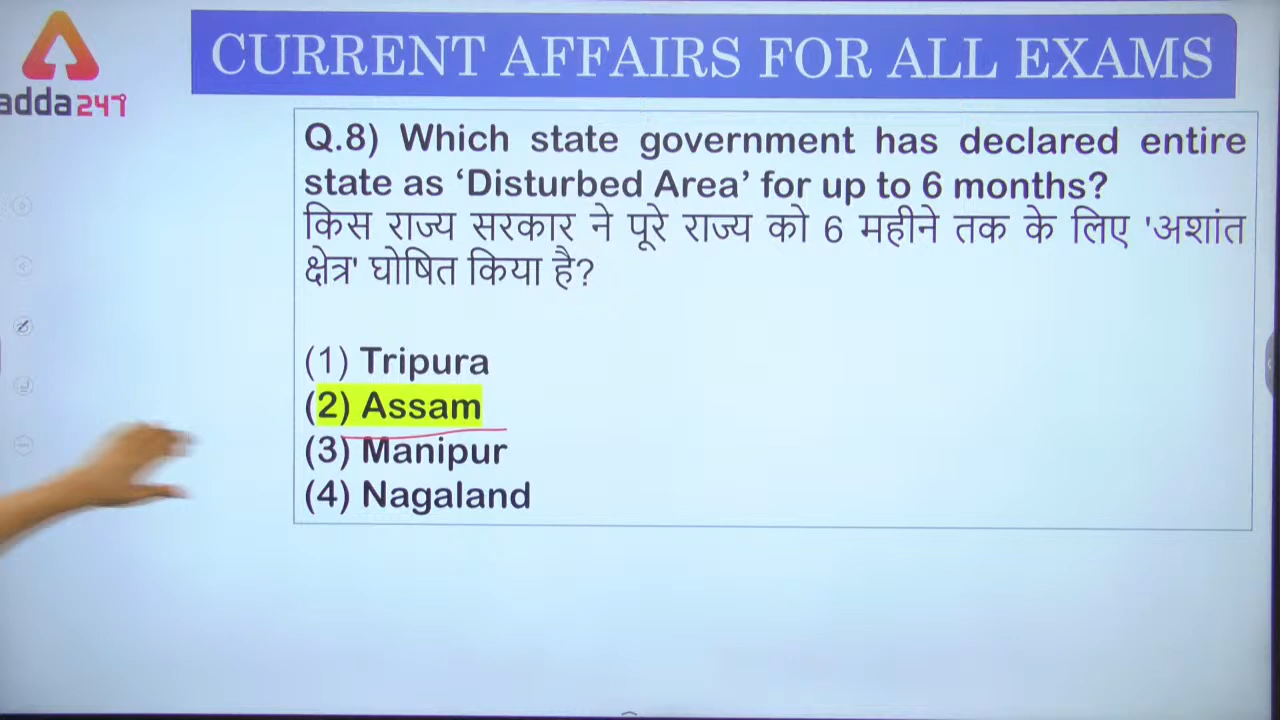 adda247
CURRENT AFFAIRS FOR ALL EXAMS
Q.8) Which state government has declared entire
state as ‘Disturbed Area’ for up to 6 months?
किस राज्य सरकार ने पूरे राज्य को 6 महीने तक के लिए 'अशांत
क्षेत्र' घोषित किया है?
(1) Tripura
(2) Assam
(3) Manipur
(4) Nagaland